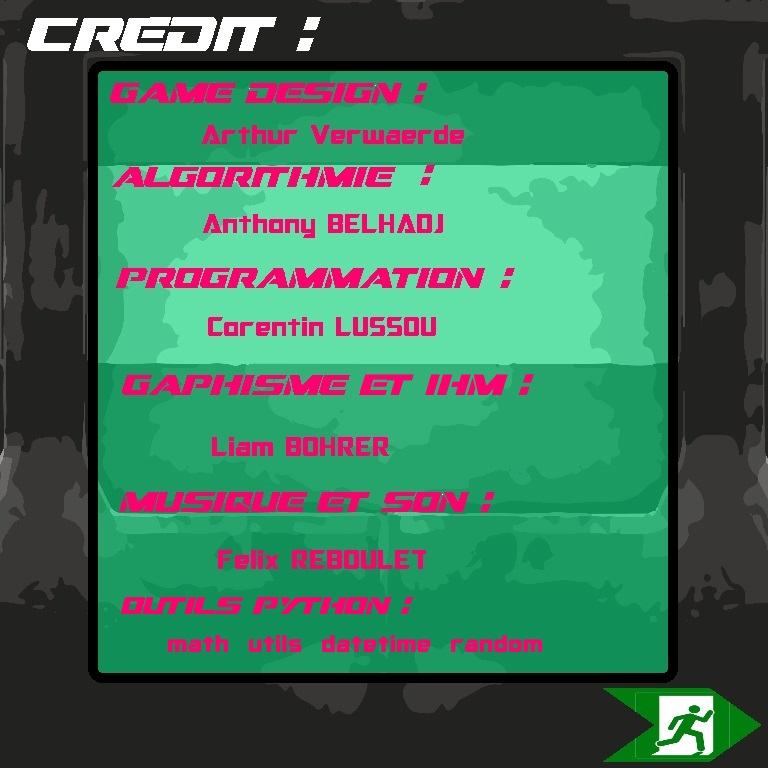 CREDIT :
GAME DESIGN :
Arthur Verwaerde
ALGORITHMIE :
Anthony BELHADJ
PROGRAMMATION :
Corentin LUSSOU
GAPHISME ET IHM :
Liam BOHRER
MUSIQUE ET SON :
Felix REBOULET
OUTILS PYTHON :
math utils datetime random